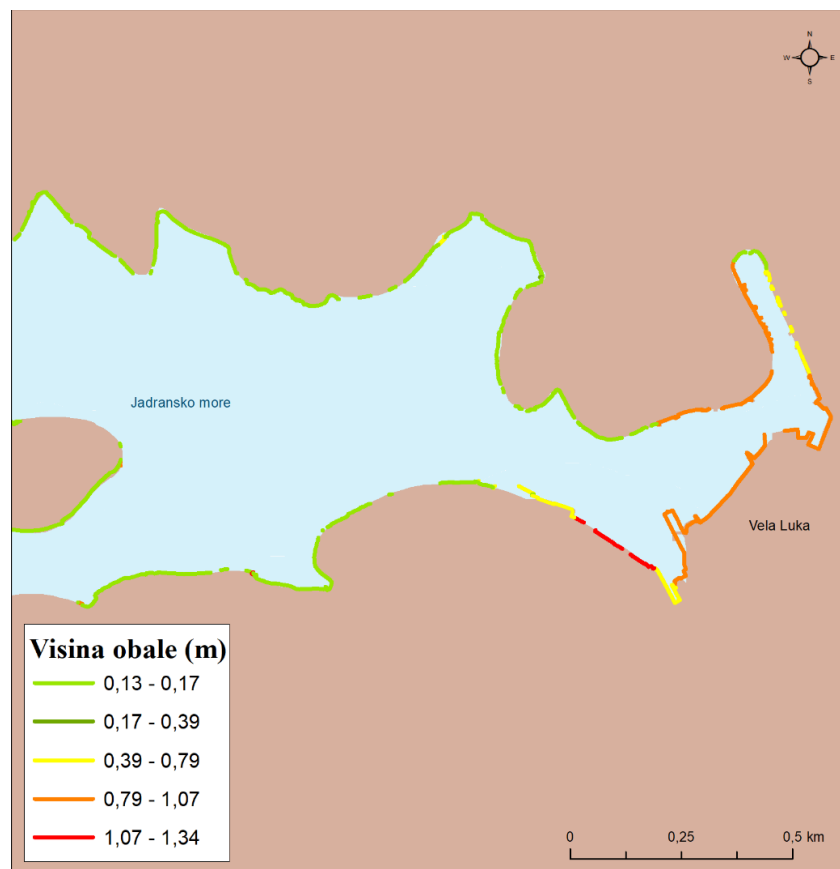 N
W E
S
Jadransko more
Vela Luka
Visina obale (m)
0,13 - 0,17
0,17 - 0,39
0,39 - 0,79
0,79 - 1,07
1,07 - 1,34
0 0,25 0,5 km